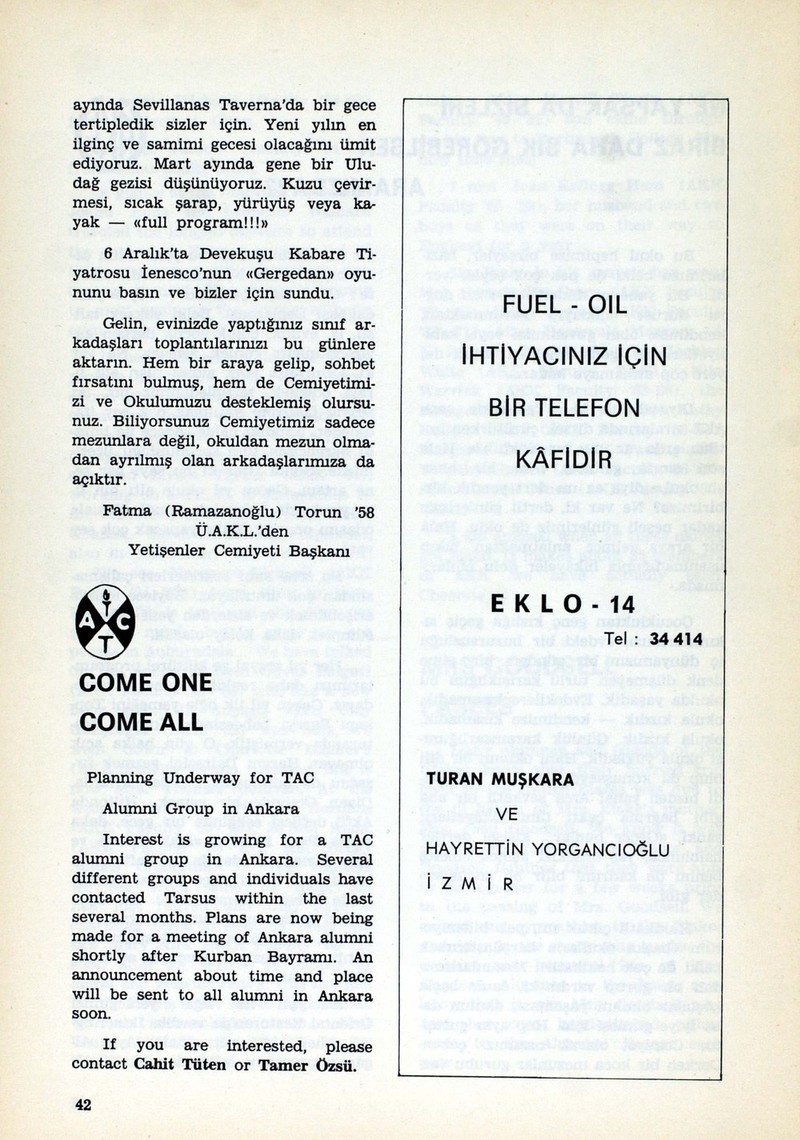 ayında Sevillanas Taverna'da bir gece
tertipledik sizler için. Yeni yılın en
ilginç ve samimi gecesi olacağını ümit
ediyoruz. Mart ayında gene bir Ulu-
dağ gezisi düşünüyoruz. Kuzu çevir-
mesi, sıcak şarap, yürüyüş veya ka-
yak — «full program!!!»
6 Aralık'ta Devekuşu Kabare Ti-
yatrosu İenesco'nun «Gergedan» oyu-
nunu basın ve bizler için sundu.
Gelin, evinizde yaptığınız sınıf ar-
kadaşları toplantılarınızı bu günlere
aktarın. Hem bir araya gelip, sohbet
fırsatını bulmuş, hem de Cemiyetimi-
zi ve Okulumuzu desteklemiş olursu-
nuz. Biliyorsunuz Cemiyetimiz sadece
mezunlara değil, okuldan mezun olma-
dan ayrılmış olan arkadaşlarımıza da
açıktır.
Fatma (Ramazanoğlu) Torun '58
Ü.A.K.L.'den
Yetişenler Cemiyeti Başkanı
A C
T
COME ONE
COME ALL
Planning Underway for TAC
Alumni Group in Ankara
Interest is growing for a TAC
alumni group in Ankara. Several
different groups and individuals have
contacted Tarsus within the last
several months. Plans are now being
made for a meeting of Ankara alumni
shortly after Kurban Bayramı. An
announcement about time and place
will be sent to all alumni in Ankara
soon.
If you are interested, please
contact Cahit Tüten or Tamer Özsü.
42
FUEL - OIL
İHTİYACINIZ İÇİN
BİR TELEFON
KÂFİDİR
EKLO-14
Tel : 34 414
TURAN MUŞKARA
VE
HAYRETTİN YORGANCIOĞLU
İZMİR